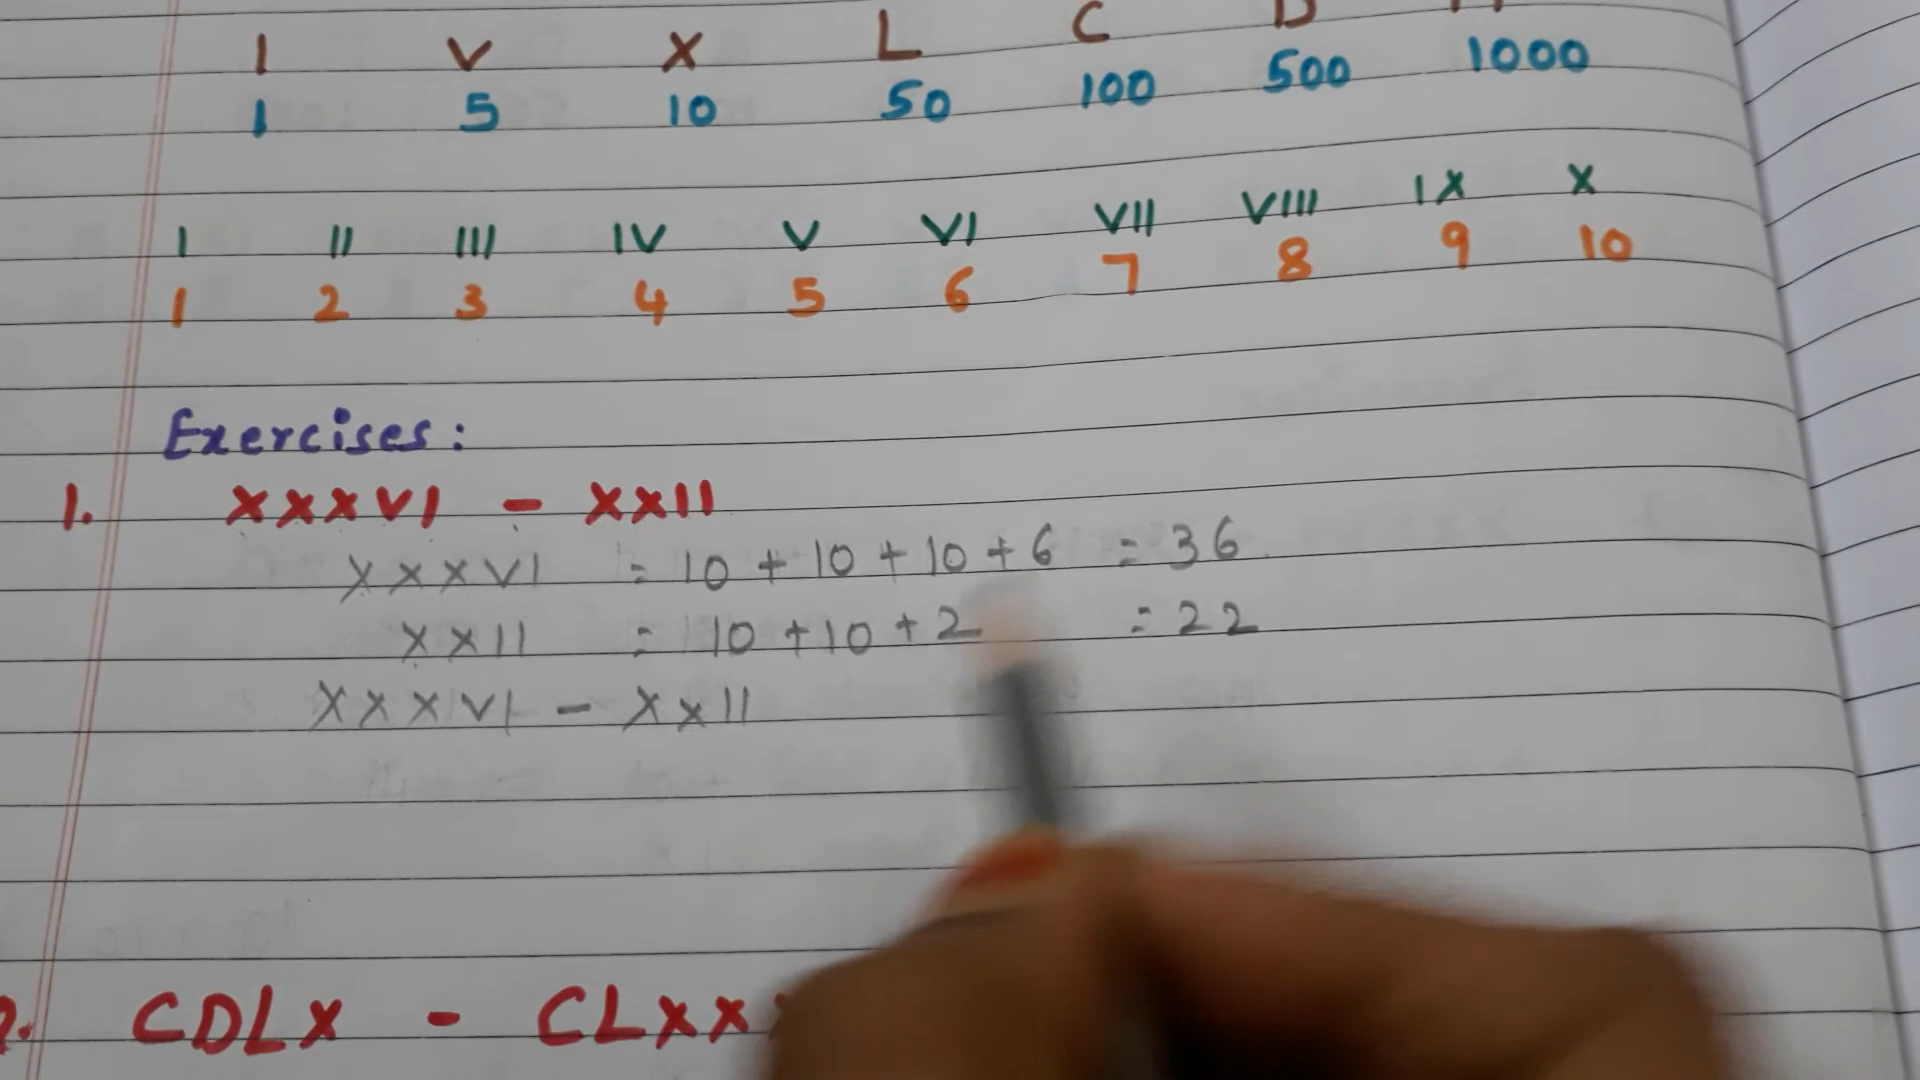 I V X L C D
1 5 10 50 100 500 1000
I II III IV V VI VII VIII IX X
1 2 3 4 5 6 7 8 9 10
Exercises:
1. XXXVI - XXII
XXXVI = 10 + 10 + 10 + 6 = 36
XXII = 10 + 10 + 2 = 22
XXXVI - XXII
CDLX - CLXX